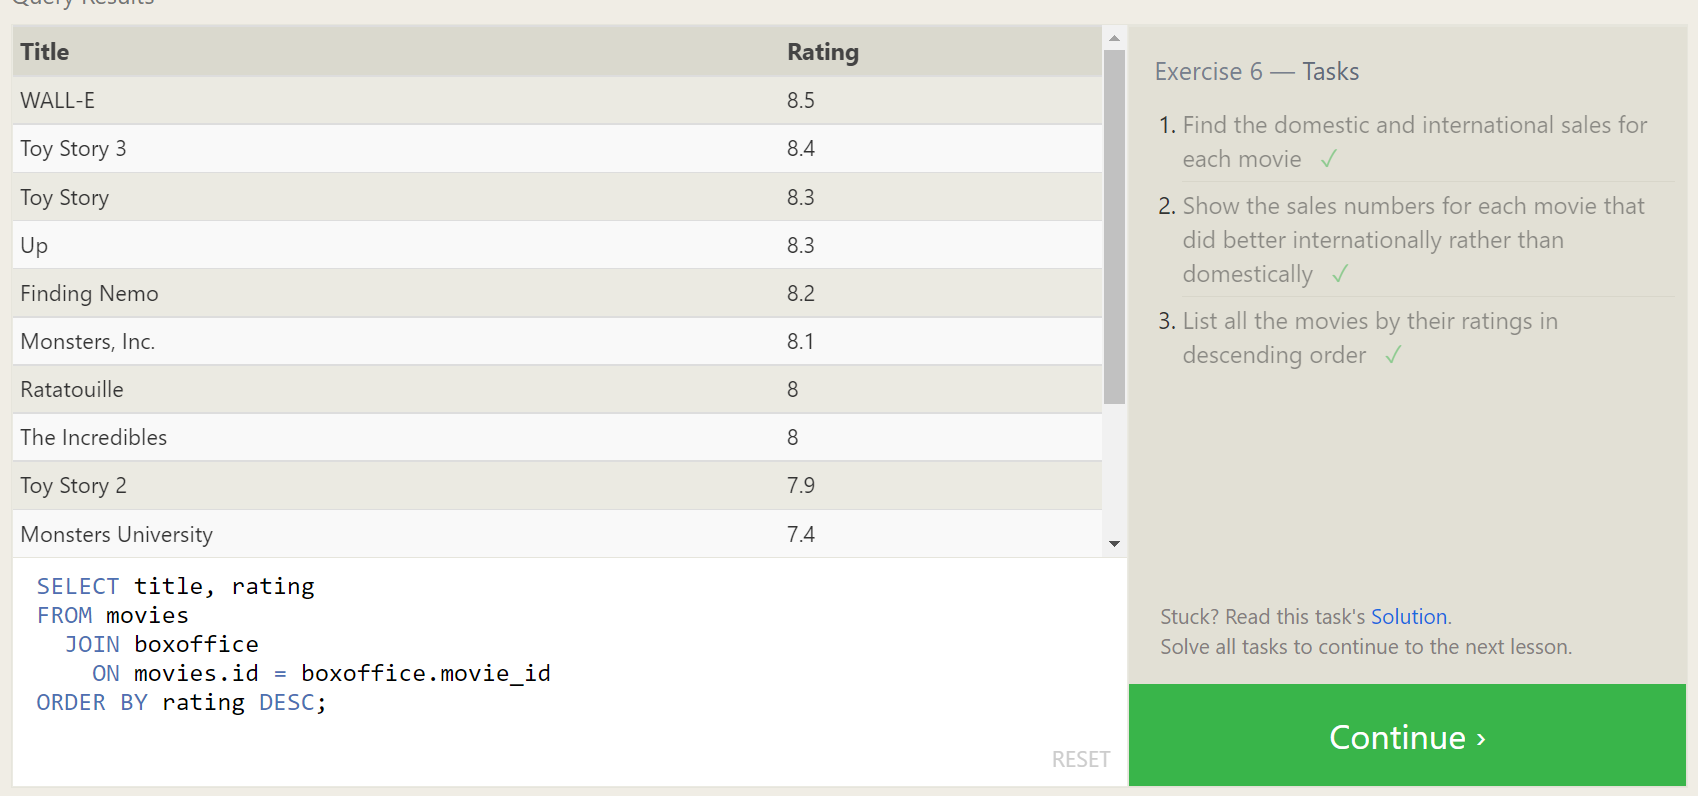 Query Results
Title Rating
WALL-E 8.5
Toy Story 3 8.4
Toy Story 8.3
Up 8.3
Finding Nemo 8.2
Monsters, Inc. 8.1
Ratatouille 8
The Incredibles 8
Toy Story 2 7.9
Monsters University 7.4
SELECT title, rating
FROM movies
JOIN boxoffice
ON movies.id = boxoffice.movie_id
ORDER BY rating DESC;
RESET
Exercise 6 — Tasks
1. Find the domestic and international sales for
each movie ✓
2. Show the sales numbers for each movie that
did better internationally rather than
domestically ✓
3. List all the movies by their ratings in
descending order ✓
Stuck? Read this task's Solution.
Solve all tasks to continue to the next lesson.
Continue ›